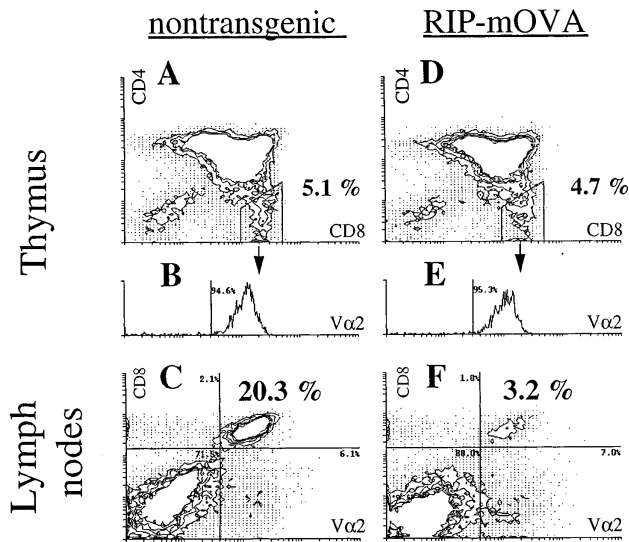 nontransgenic RIP-mOVA
Thymus
Lymph nodes
A
CD4
5.1 %
CD8
D
CD4
4.7 %
CD8
B
94.6%
Vα2
E
95.3%
Vα2
C
CD8
2.1%
20.3 %
71.5%
6.1%
Vα2
F
CD8
1.8%
3.2 %
88.0%
7.0%
Vα2